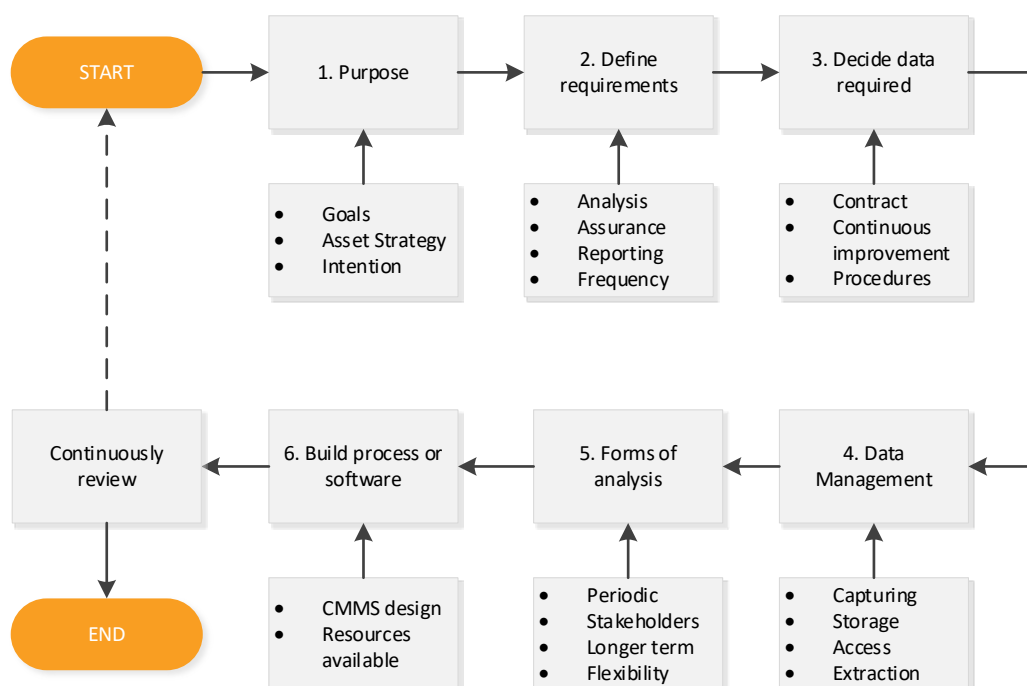 START
1. Purpose
2. Define
requirements
3. Decide data
required
• Goals
• Asset Strategy
• Intention
• Analysis
• Assurance
• Reporting
• Frequency
• Contract
• Continuous
improvement
• Procedures
Continuously
review
6. Build process or
software
5. Forms of
analysis
4. Data
Management
END
• CMMS design
• Resources
available
• Periodic
• Stakeholders
• Longer term
• Flexibility
• Capturing
• Storage
• Access
• Extraction